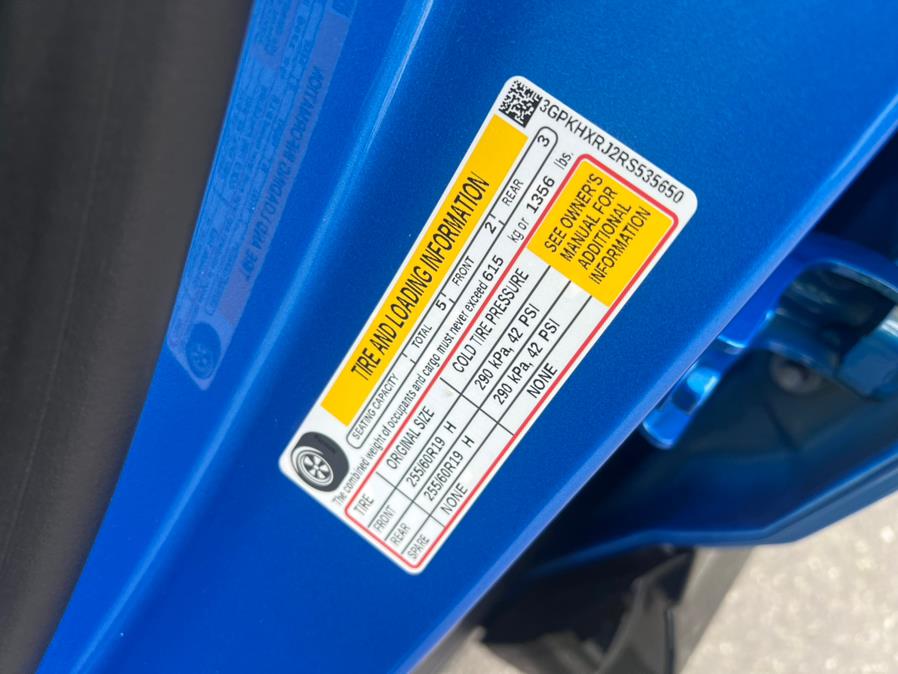 3GPKHXRJ2RS535650
TIRE AND LOADING INFORMATION
SEATING CAPACITY | TOTAL 5 | FRONT 2 | REAR 3
The combined weight of occupants and cargo must never exceed 615 kg or 1356 lbs.
TIRE ORIGINAL SIZE COLD TIRE PRESSURE
FRONT 255/60R19 H 290 kPa, 42 PSI
REAR 255/60R19 H 290 kPa, 42 PSI
SPARE NONE NONE
SEE OWNER'S
MANUAL FOR
ADDITIONAL
INFORMATION